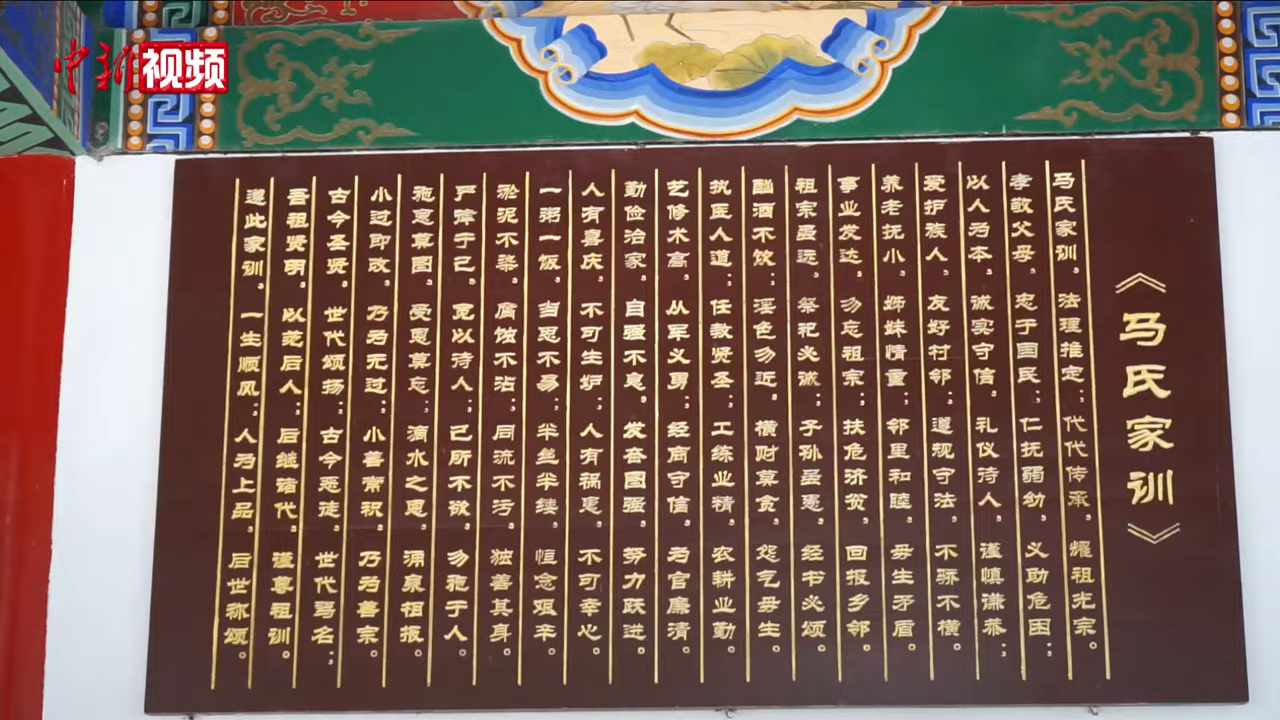 中新视频
《马氏家训》
马氏家训，法理推定；代代传承，耀祖光宗。
孝敬父母，忠于国民；仁抚弱幼，义助危困；
以人为本，诚实守信。礼仪待人，谨慎谦恭；
爱护族人，友好村邻；遵规守法，不骄不横。
养老抚小，姊妹情重；邻里和睦，毋生矛盾。
事业发达，勿忘祖宗；扶危济贫，回报乡邻。
祖宗虽远，祭祀必诚；子孙虽愚，经书必颂。
酗酒不饮，淫色勿近，横财莫贪，怨气毋生。
执医人道；任教贤圣、工练业精，农耕业勤。
艺修术高，从军义勇；经商守信，为官廉清。
勤俭治家，自强不息，发奋图强，努力跃进。
人有喜庆，不可生妒；人有祸患，不可幸心。
一粥一饭，当思不易；半丝半缕，恒念艰辛。
淤泥不染，腐蚀不沾；同流不污，独善其身。
严律于己，宽以待人；己所不欲，勿施于人。
施惠莫图，受恩莫忘；滴水之恩，涌泉相报。
小过即改，乃为无过；小善常积，乃为善宗。
古今圣贤，世代颂扬；古今恶徒，世代骂名；
吾祖贤明，以范后人；后继诸代，谨尊祖训。
遵此家训，一生顺风；人为上品，后世称颂。